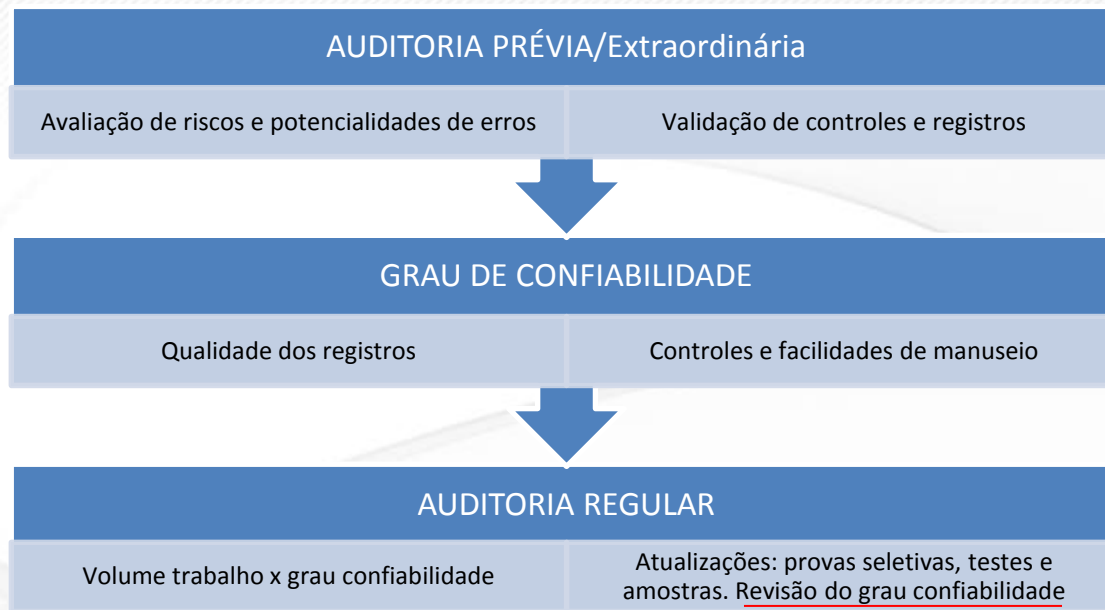 AUDITORIA PRÉVIA/Extraordinária
Avaliação de riscos e potencialidades de erros
Validação de controles e registros
GRAU DE CONFIABILIDADE
Qualidade dos registros
Controles e facilidades de manuseio
AUDITORIA REGULAR
Volume trabalho x grau confiabilidade
Atualizações: provas seletivas, testes e
amostras. Revisão do grau confiabilidade